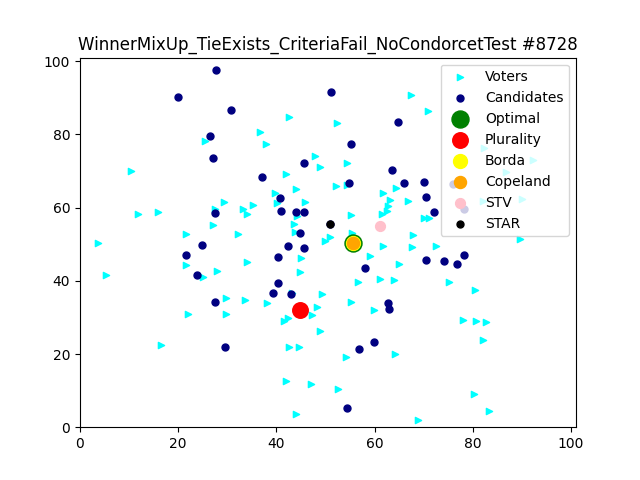 WinnerMixUp_TieExists_CriteriaFail_NoCondorcetTest #8728
100
80
60
40
20
0
0 20 40 60 80 100
Voters
Candidates
Optimal
Plurality
Borda
Copeland
STV
STAR